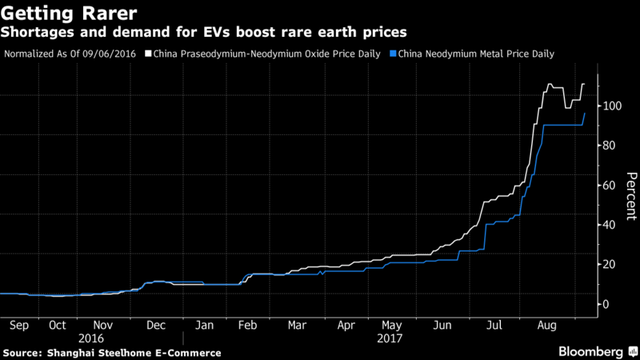 Getting Rarer
Shortages and demand for EVs boost rare earth prices
Normalized As Of 09/06/2016 China Praseodymium-Neodymium Oxide Price Daily China Neodymium Metal Price Daily
100
80
60
40
20
0
Percent
Sep Oct Nov Dec Jan Feb Mar Apr May Jun Jul Aug
2016 2017
Source: Shanghai Steelhome E-Commerce
Bloomberg